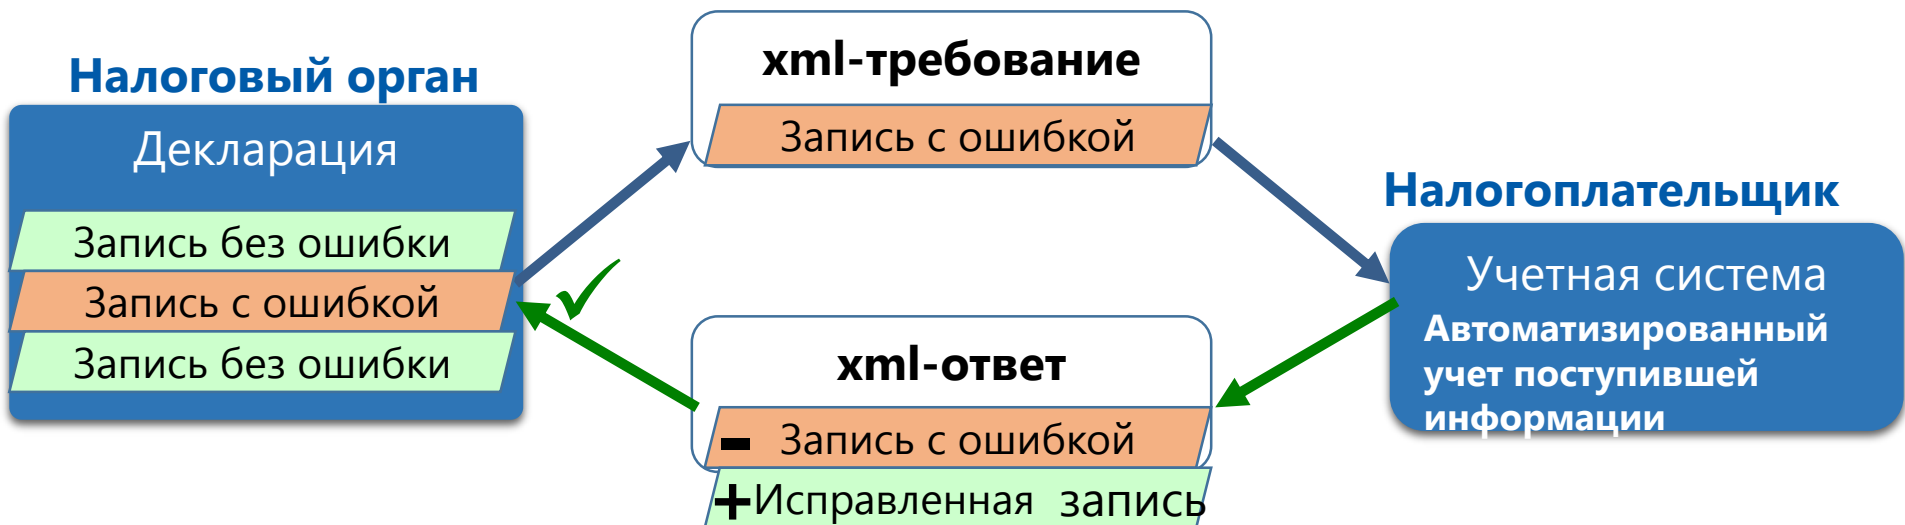 Налоговый орган
Декларация
Запись без ошибки
Запись с ошибкой
Запись без ошибки
xml-требование
Запись с ошибкой
xml-ответ
- Запись с ошибкой
+Исправленная запись
Налогоплательщик
Учетная система
Автоматизированный
учет поступившей
информации